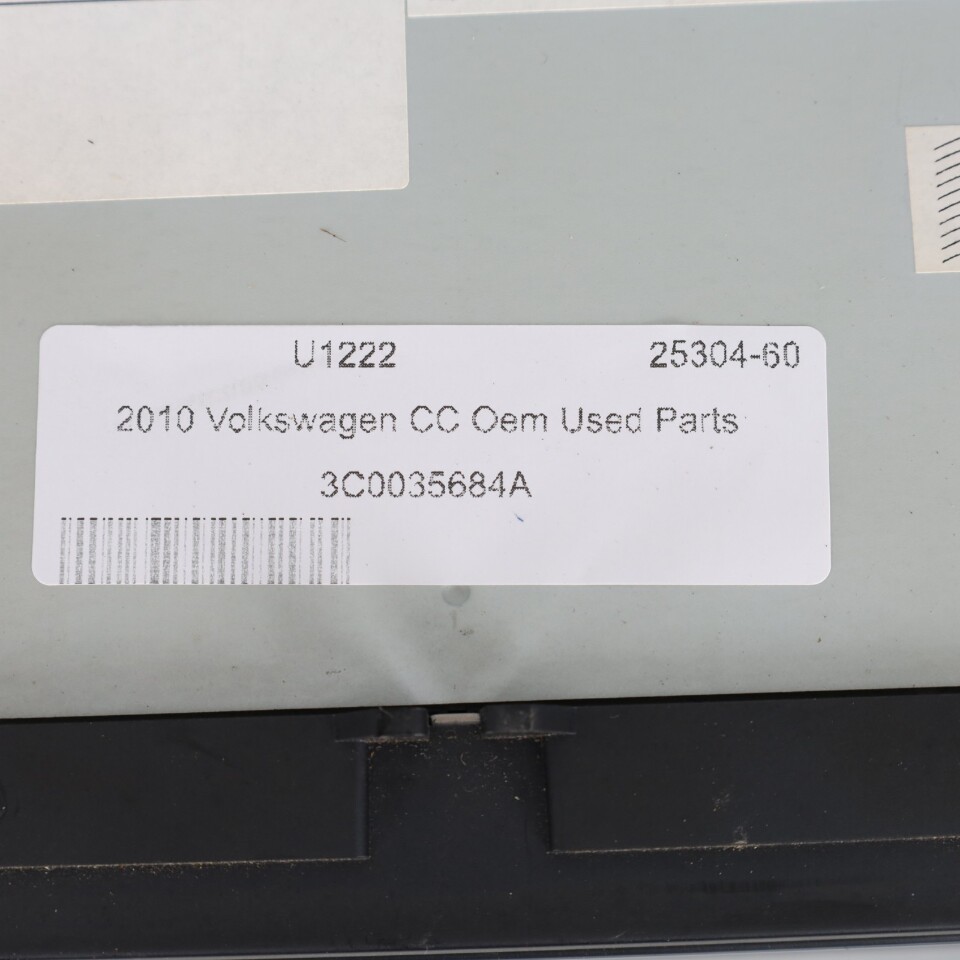 U1222 25304-60
2010 Volkswagen CC Oem Used Parts
3C0035684A